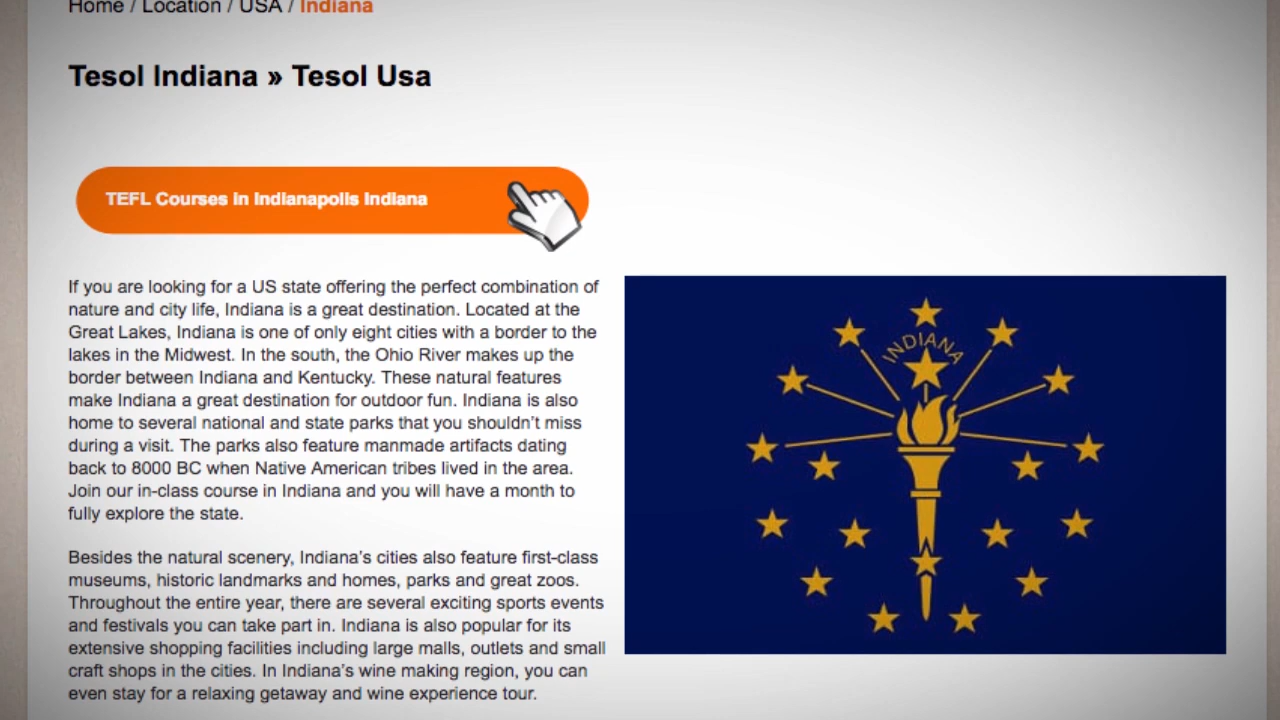 Home / Location / USA / Indiana
Tesol Indiana » Tesol Usa
TEFL Courses in Indianapolis Indiana
If you are looking for a US state offering the perfect combination of
nature and city life, Indiana is a great destination. Located at the
Great Lakes, Indiana is one of only eight cities with a border to the
lakes in the Midwest. In the south, the Ohio River makes up the
border between Indiana and Kentucky. These natural features
make Indiana a great destination for outdoor fun. Indiana is also
home to several national and state parks that you shouldn't miss
during a visit. The parks also feature manmade artifacts dating
back to 8000 BC when Native American tribes lived in the area.
Join our in-class course in Indiana and you will have a month to
fully explore the state.
Besides the natural scenery, Indiana's cities also feature first-class
museums, historic landmarks and homes, parks and great zoos.
Throughout the entire year, there are several exciting sports events
and festivals you can take part in. Indiana is also popular for its
extensive shopping facilities including large malls, outlets and small
craft shops in the cities. In Indiana's wine making region, you can
even stay for a relaxing getaway and wine experience tour.
INDIANA